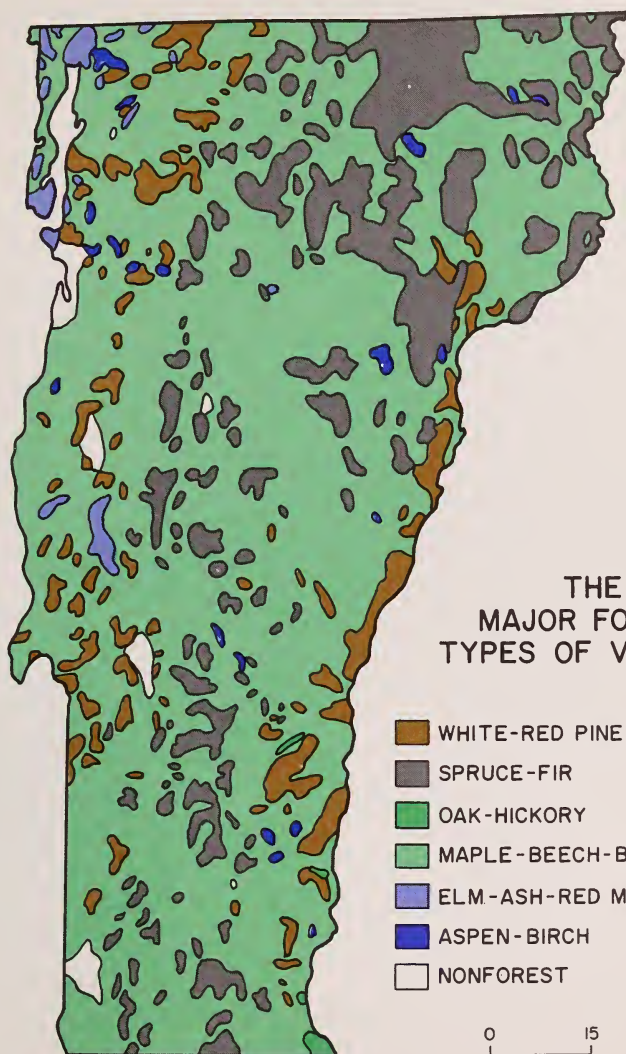 THE
MAJOR FO
TYPES OF V
WHITE-RED PINE
SPRUCE-FIR
OAK-HICKORY
MAPLE-BEECH-B
ELM-ASH-RED M
ASPEN-BIRCH
NONFOREST
0 15